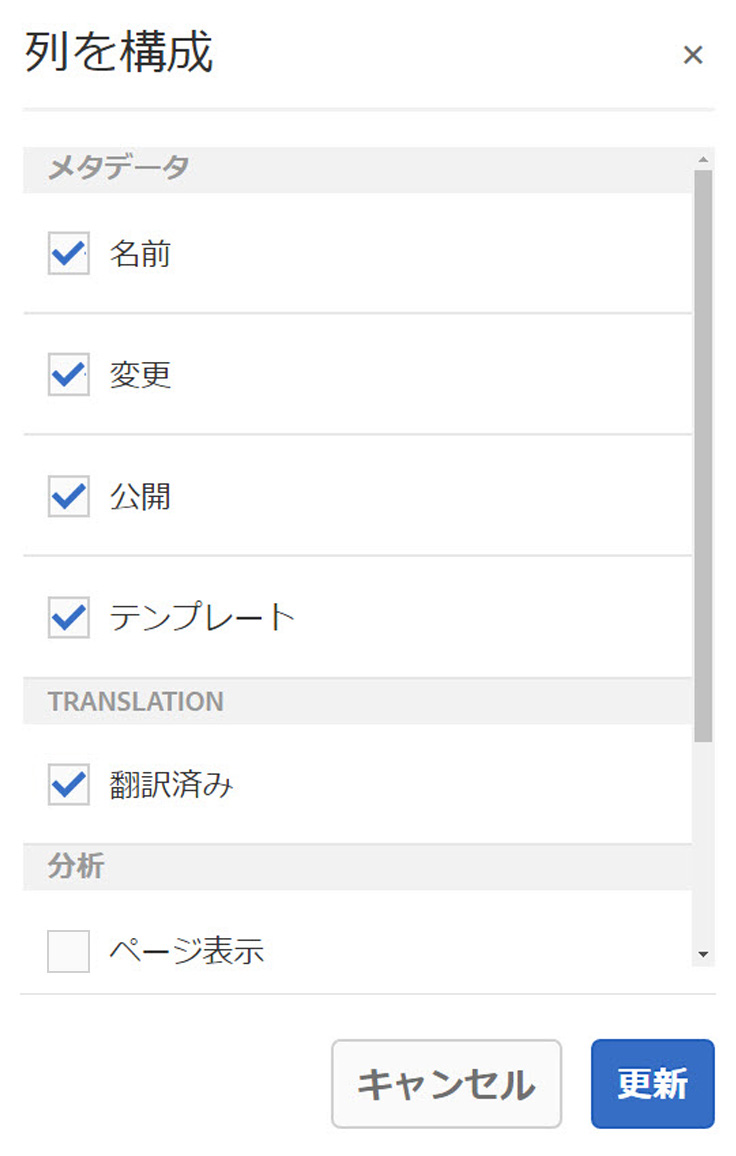 列を構成
×
メタデータ
名前
変更
公開
テンプレート
TRANSLATION
翻訳済み
分析
ページ表示
キャンセル
更新